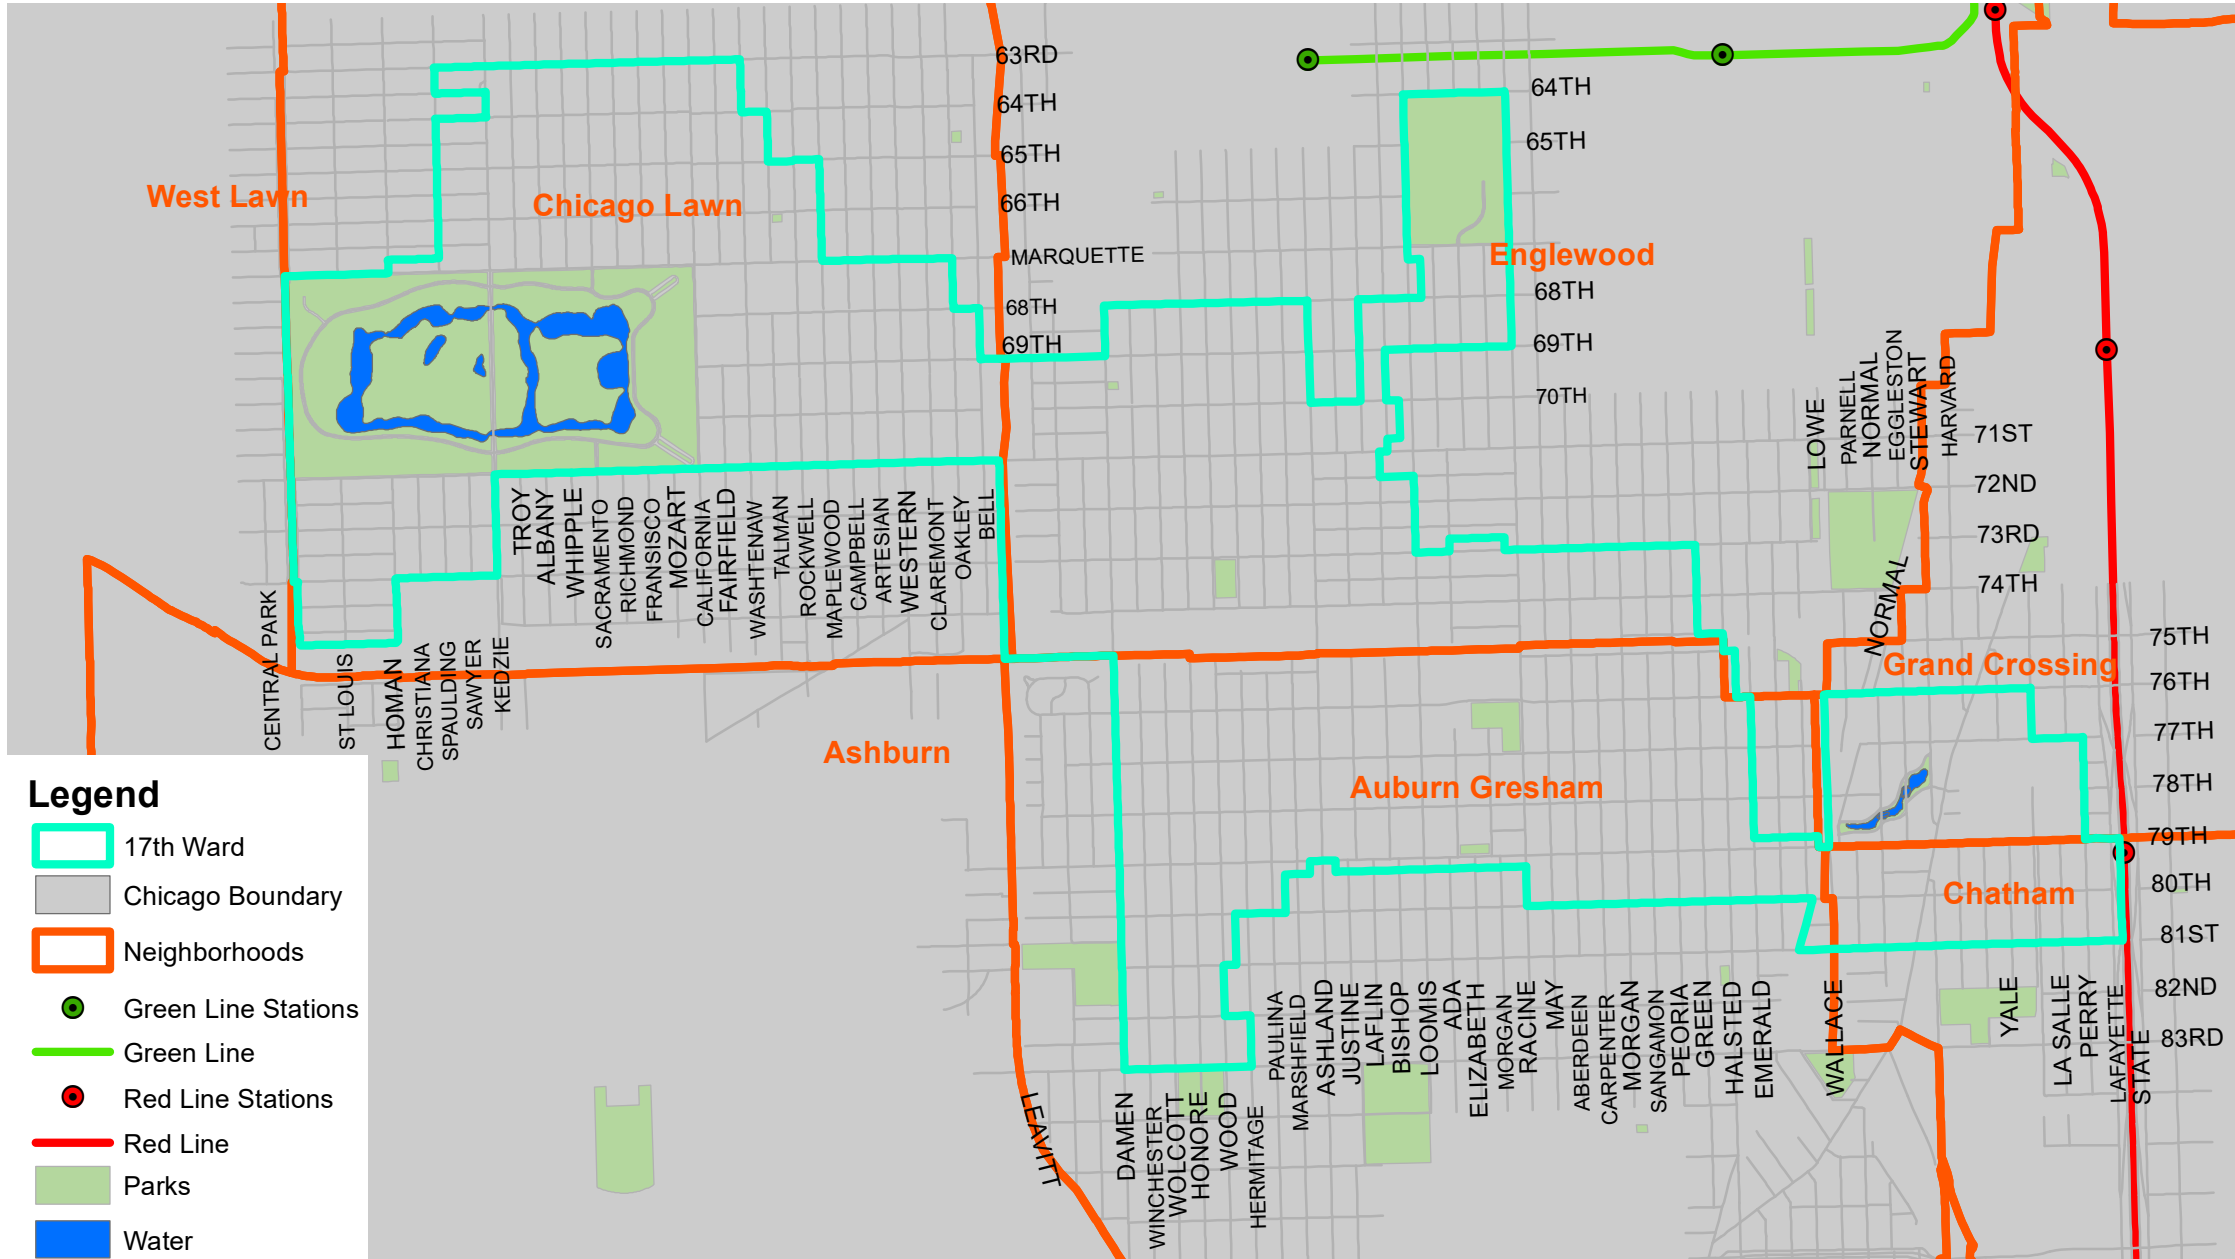 63RD
64TH
65TH
66TH
MARQUETTE
68TH
69TH
64TH
65TH
68TH
69TH
70TH
West Lawn
Chicago Lawn
Englewood
LOWE
PARNELL
NORMAL
EGGLESTON
STEWART
HARVARD
71ST
72ND
73RD
74TH
NORMAL
75TH
76TH
77TH
78TH
79TH
80TH
81ST
82ND
83RD
Grand Crossing
TROY
ALBANY
WHIPPLE
SACRAMENTO
RICHMOND
FRANSISCO
MOZART
CALIFORNIA
FAIRFIELD
WASHTENAW
TALMAN
ROCKWELL
MAPLEWOOD
CAMPBELL
ARTESIAN
WESTERN
CLAREMONT
OAKLEY
BELL
CENTRAL PARK
ST LOUIS
HOMAN
CHRISTIANA
SPAULDING
SAWYER
KEDZIE
Ashburn
Auburn Gresham
Chatham
LEAVITT
DAMEN
WINCHESTER
WOLCOTT
HONORE
WOOD
HERMITAGE
PAULINA
MARSHFIELD
ASHLAND
JUSTINE
LAFLIN
BISHOP
LOOMIS
ADA
ELIZABETH
MORGAN
RACINE
MAY
ABERDEEN
CARPENTER
MORGAN
SANGAMON
PEORIA
GREEN
HALSTED
EMERALD
WALLACE
YALE
LA SALLE
PERRY
LAFAYETTE
STATE
Legend
17th Ward
Chicago Boundary
Neighborhoods
Green Line Stations
Green Line
Red Line Stations
Red Line
Parks
Water